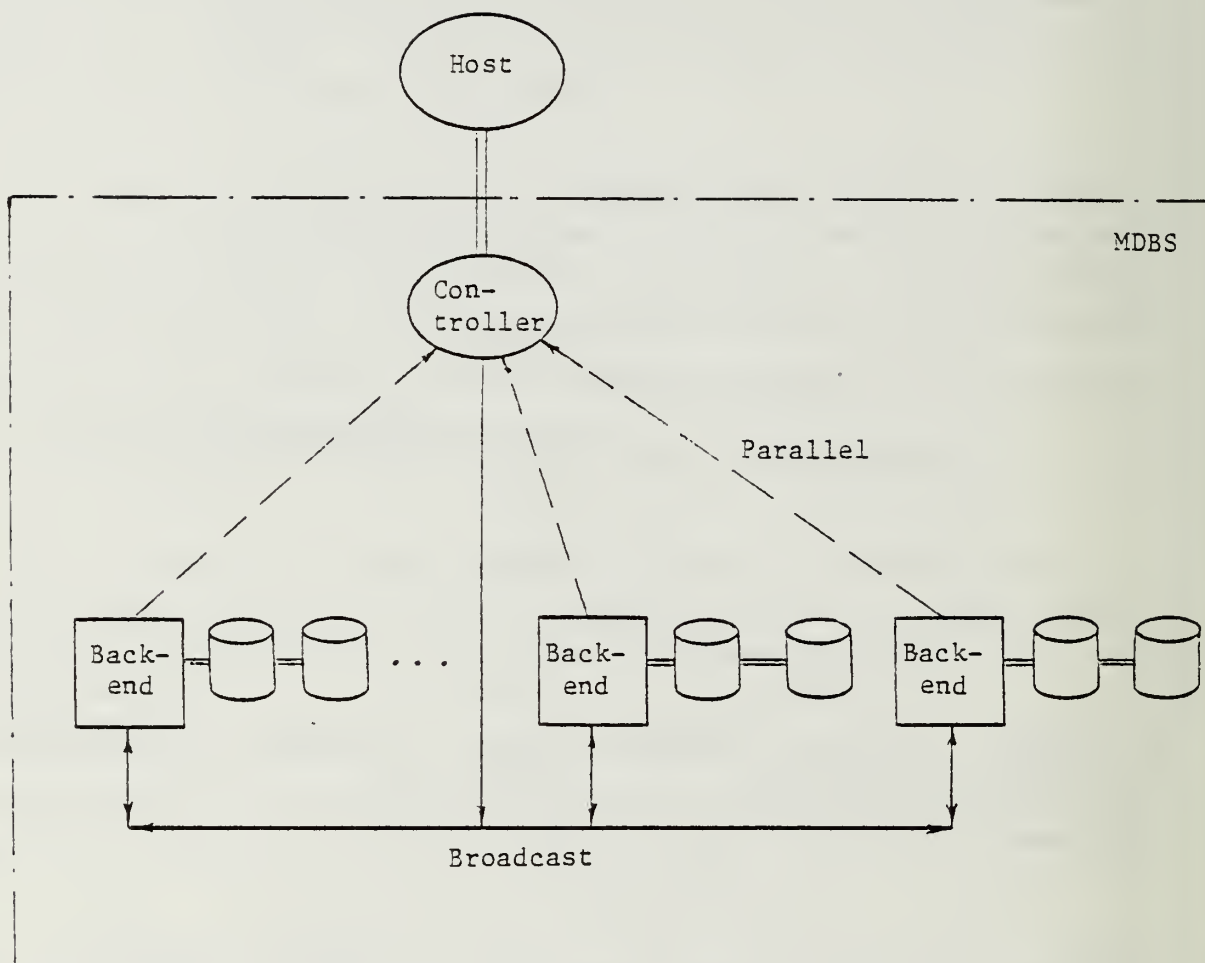 Host
MDBS
Con-
troller
Parallel
Back-
end
...
Back-
end
Back-
end
Broadcast